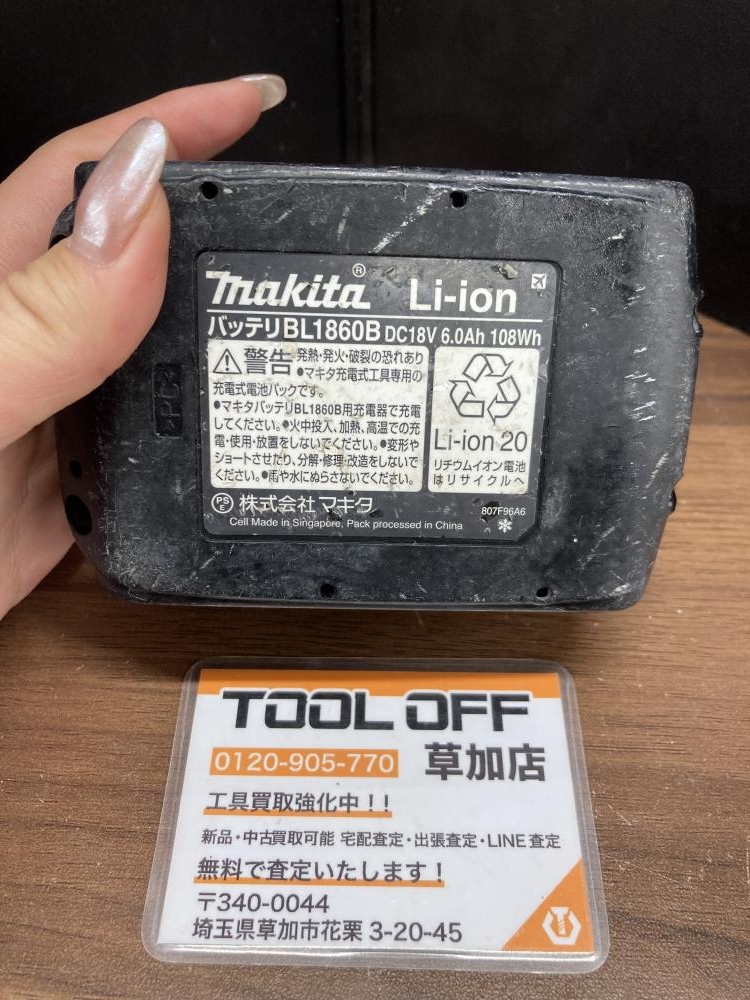 makita® Li-ion
バッテリBL1860B DC18V 6.0Ah 108Wh
警告 発熱・発火・破裂の恐れあり
●マキタ充電式工具専用の
充電式電池パックです。
●マキタバッテリBL1860B用充電器で充電
してください。●火中投入、加熱、高温での充
電・使用・放置をしないでください。●変形や
ショートさせたり、分解・修理・改造をしないで
ください。●雨や水にぬらさないでください。
Li-ion 20
リチウムイオン電池
はリサイクルへ
PSE 株式会社 マキタ
Cell Made in Singapore, Pack processed in China
807F96A6
TOOL OFF
0120-905-770 草加店
工具買取強化中!!
新品・中古買取可能 宅配査定・出張査定・LINE査定
無料で査定いたします!
〒340-0044
埼玉県草加市花栗 3-20-45